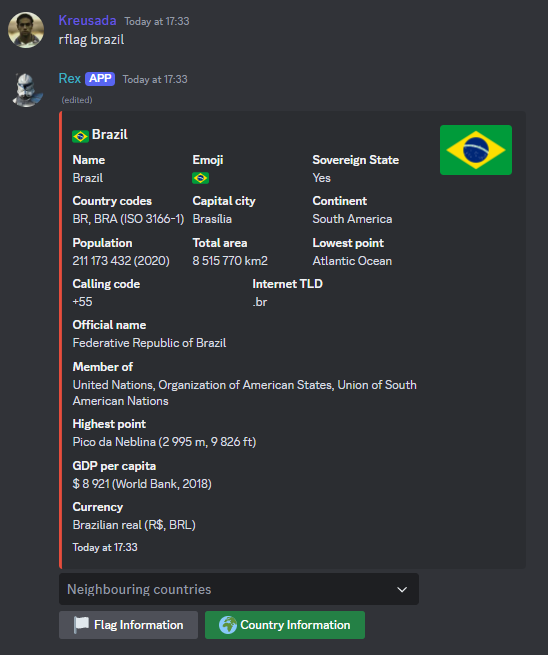 Kreusada Today at 17:33
rflag brazil
Rex APP Today at 17:33
(edited)
Brazil
Name Emoji Sovereign State
Brazil Yes
Country codes Capital city Continent
BR, BRA (ISO 3166-1) Brasília South America
Population Total area Lowest point
211 173 432 (2020) 8 515 770 km2 Atlantic Ocean
Calling code Internet TLD
+55 .br
Official name
Federative Republic of Brazil
Member of
United Nations, Organization of American States, Union of South
American Nations
Highest point
Pico da Neblina (2 995 m, 9 826 ft)
GDP per capita
$ 8 921 (World Bank, 2018)
Currency
Brazilian real (R$, BRL)
Today at 17:33
Neighbouring countries
Flag Information Country Information